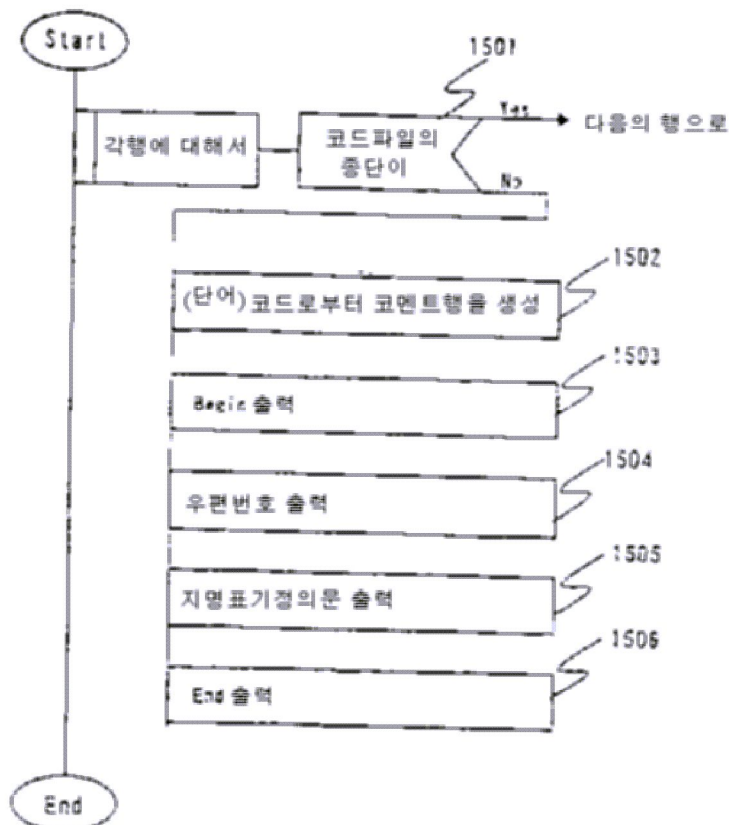 Start
1501
각행에 대해서
코드파일의
종단이
Yes
다음의 행으로
No
1502
(단어)코드로부터 코멘트행을 생성
1503
Begin 출력
1504
우편번호 출력
1505
지명표기정의문 출력
1506
End 출력
End